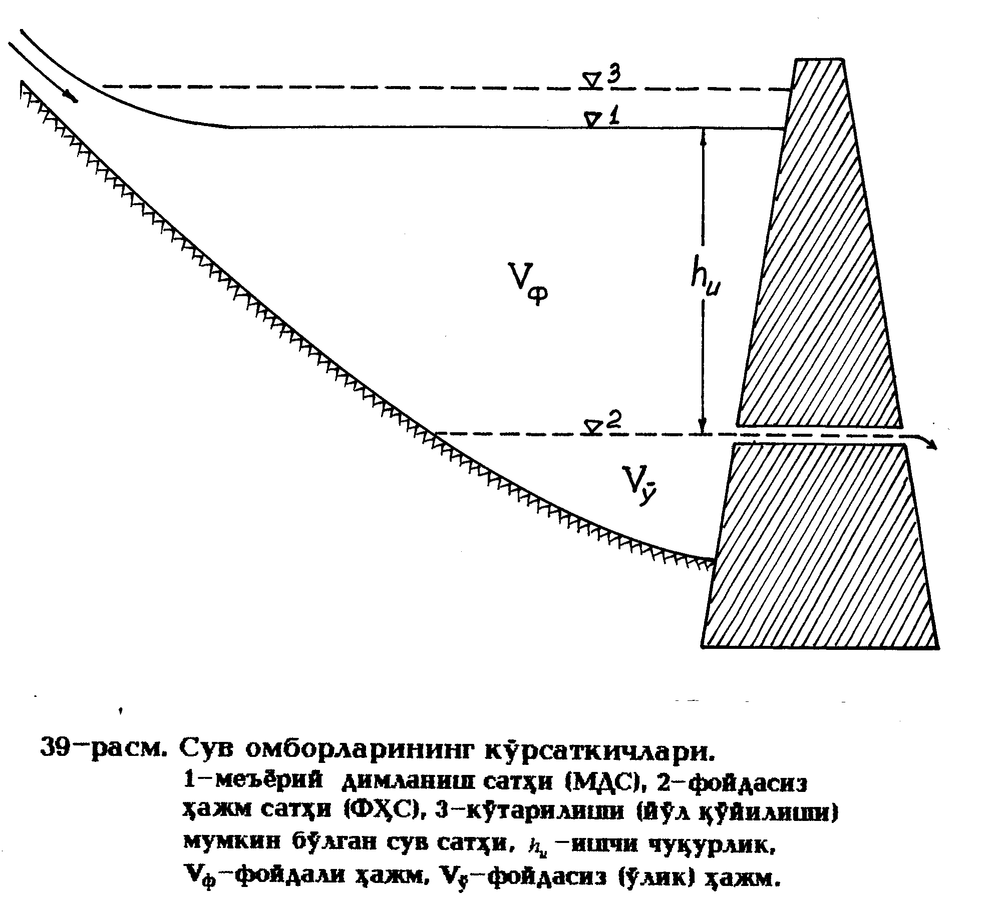 3
1
Vф
hи
2
Vў
39—расм. Сув омборларининг кўрсаткичлари.
1—меъёрий димланиш сатҳи (МДС), 2—фойдасиз
ҳажм сатҳи (ФҲС), 3—кўтарилиши (йўл қўйилиши)
мумкин бўлган сув сатҳи, hи —ишчи чуқурлик,
Vф—фойдали ҳажм, Vў—фойдасиз (ўлик) ҳажм.